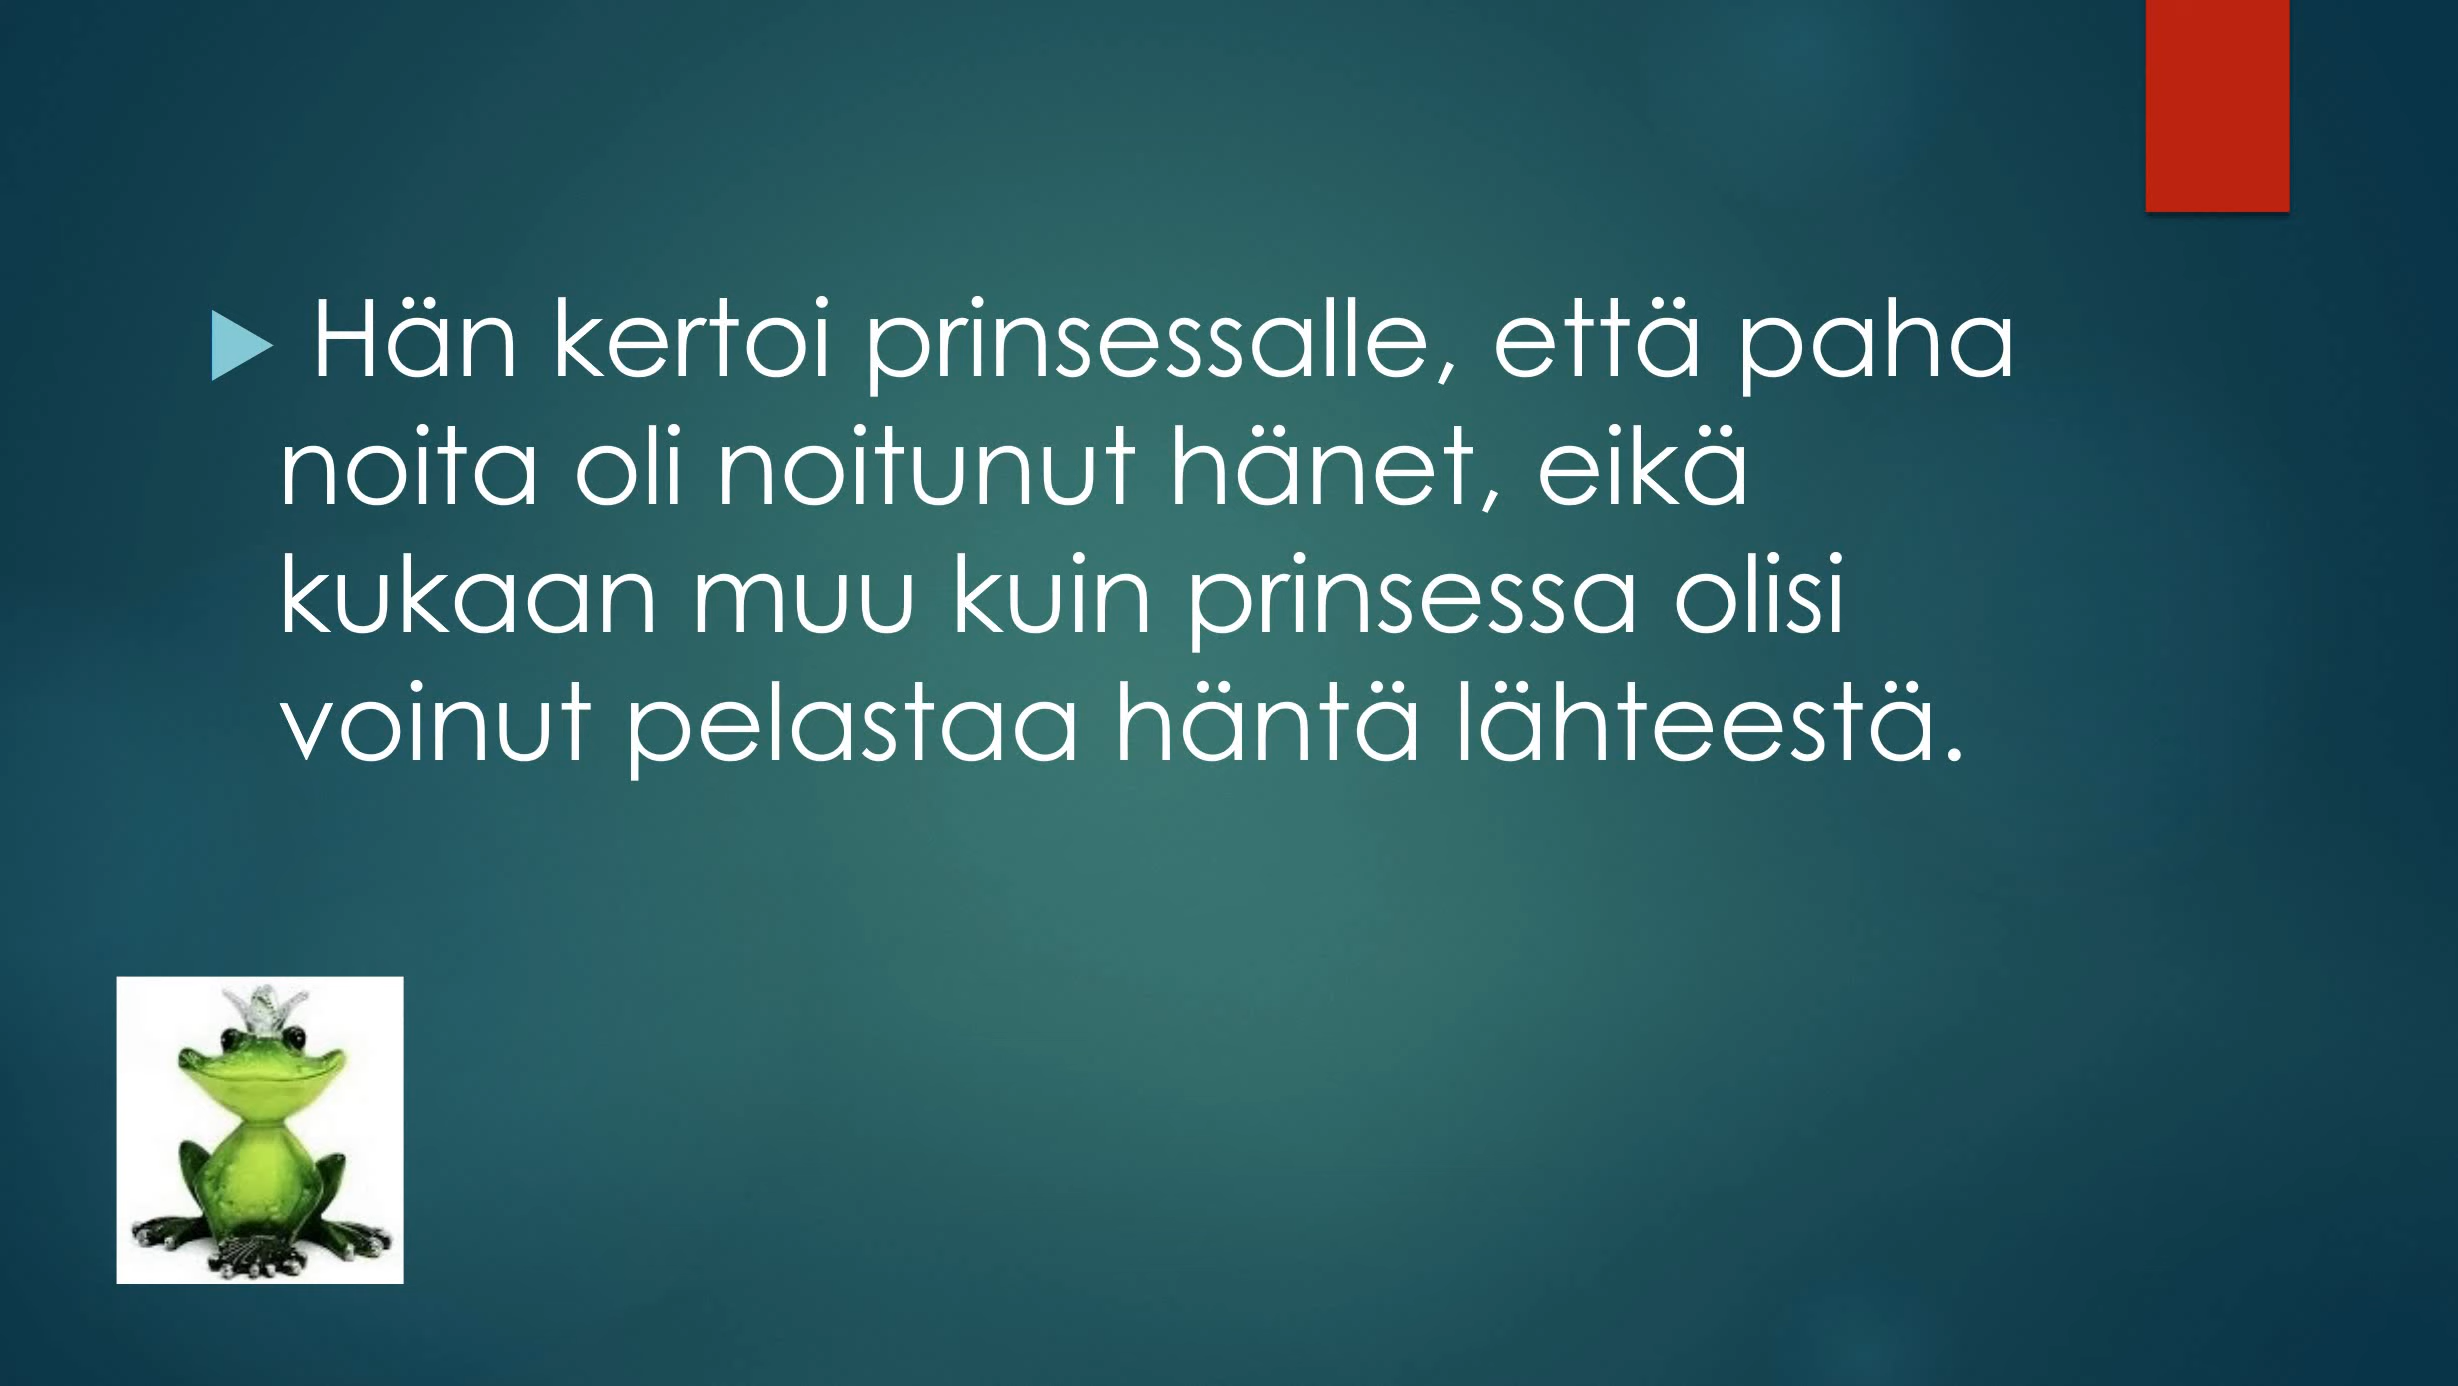 Hän kertoi prinsessalle, että paha
noita oli noitunut hänet, eikä
kukaan muu kuin prinsessa olisi
voinut pelastaa häntä lähteestä.